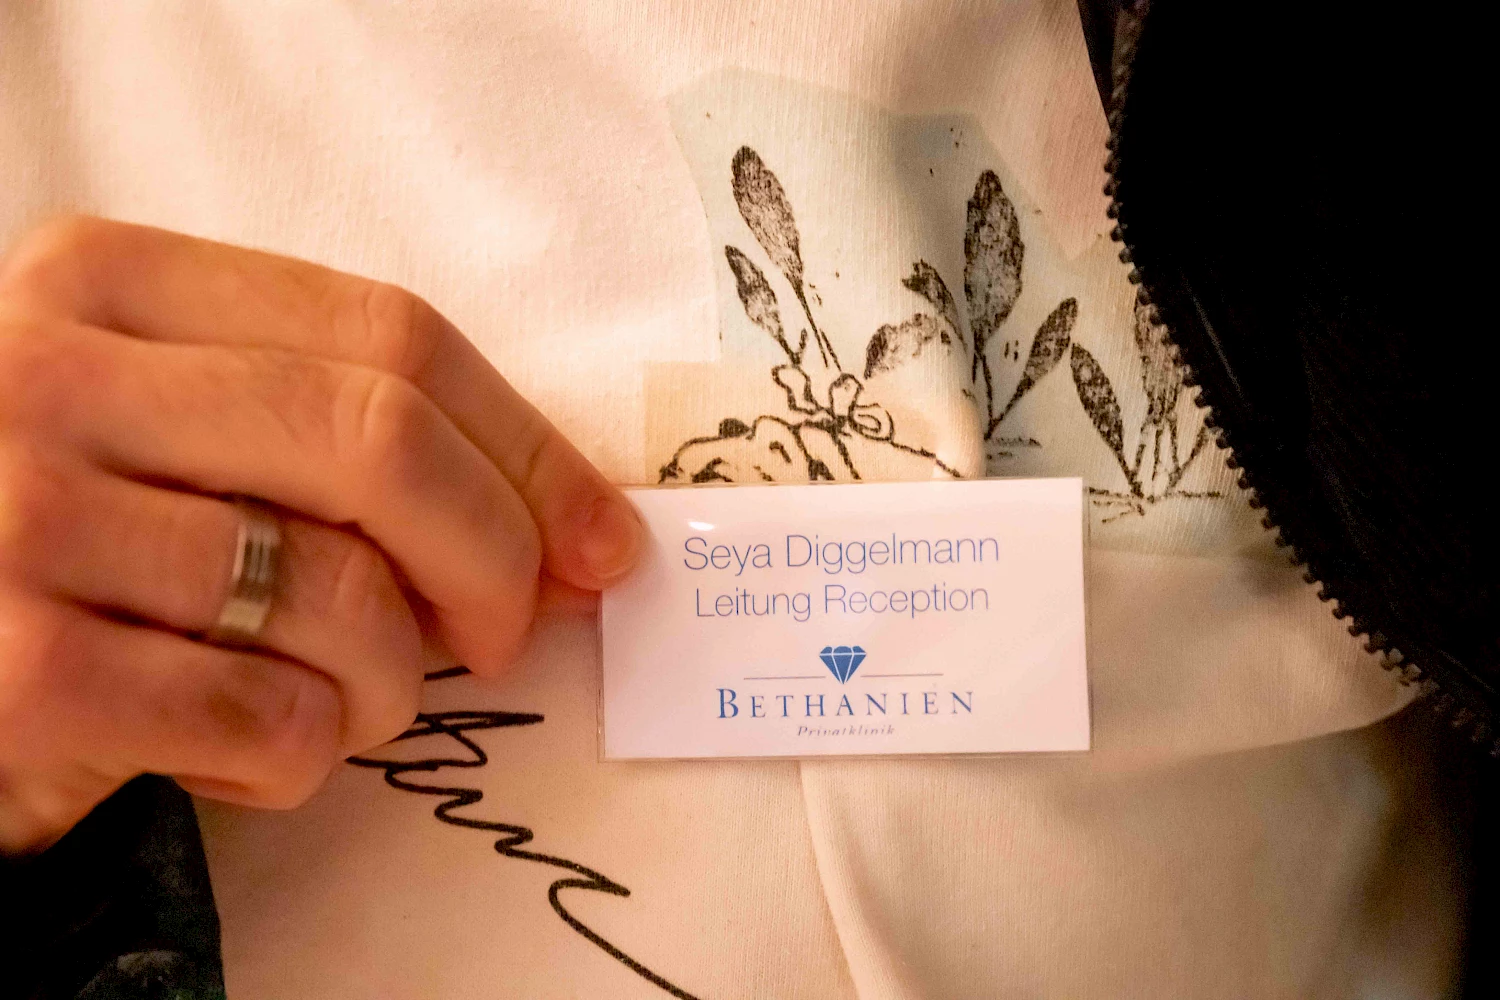 Seya Diggelmann
Leitung Reception
BETHANIEN
Privatklinik